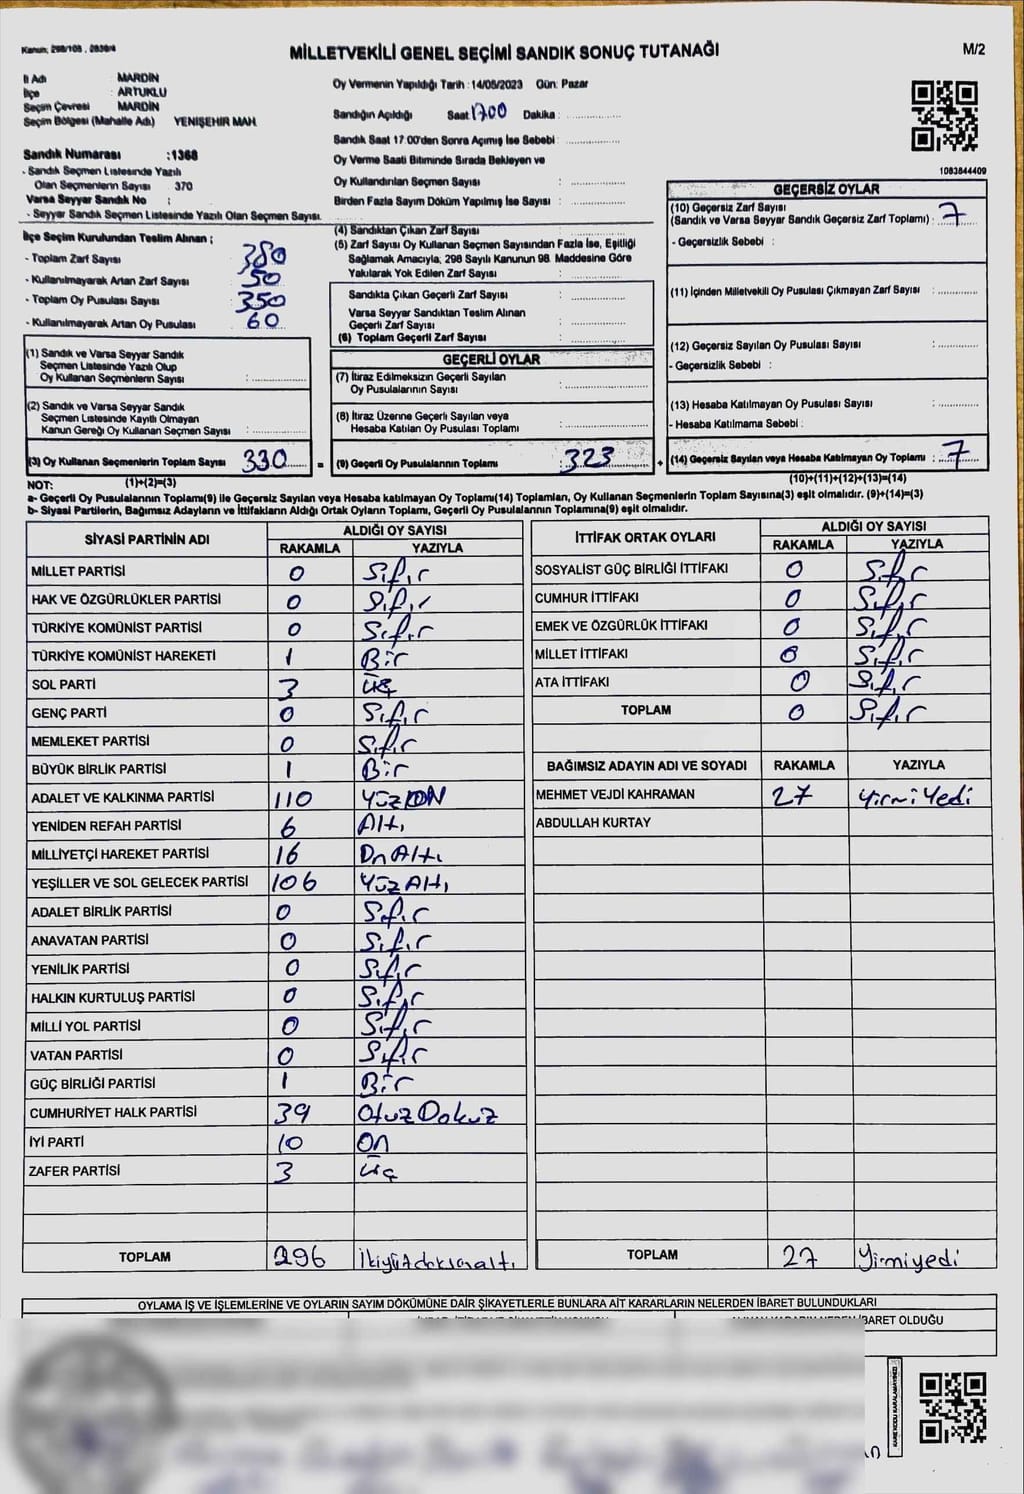 Kanun: 298/105 , 2839/4
MİLLETVEKİLİ GENEL SEÇİMİ SANDIK SONUÇ TUTANAĞI
M/2
İl Adı : MARDİN
İlçe : ARTUKLU
Seçim Çevresi : MARDİN
Seçim Bölgesi (Mahalle Adı) YENİŞEHİR MAH.
Sandık Numarası :1368
- Sandık Seçmen Listesinde Yazılı
Olan Seçmenlerin Sayısı 370
Varsa Seyyar Sandık No :
- Seyyar Sandık Seçmen Listesinde Yazılı Olan Seçmen Sayısı.
Oy Vermenin Yapıldığı Tarih : 14/05/2023 Gün: Pazar
Sandığın Açıldığı Saat 17.00 Dakika :
Sandık Saat 17:00'den Sonra Açımış İse Sebebi :
Oy Verme Saati Bitiminde Sırada Bekleyen ve
Oy Kullandırılan Seçmen Sayısı :
Birden Fazla Sayım Döküm Yapılmış İse Sayısı :
1083844409
İlçe Seçim Kurulundan Teslim Alınan ;
- Toplam Zarf Sayısı 380
- Kullanılmayarak Artan Zarf Sayısı 50
- Toplam Oy Pusulası Sayısı 350
- Kullanılmayarak Artan Oy Pusulası 60
(4) Sandıktan Çıkan Zarf Sayısı :
(5) Zarf Sayısı Oy Kullanan Seçmen Sayısından Fazla İse, Eşitliği
Sağlamak Amacıyla, 298 Sayılı Kanunun 98. Maddesine Göre
Yakılarak Yok Edilen Zarf Sayısı :
Sandıkta Çıkan Geçerli Zarf Sayısı :
Varsa Seyyar Sandıktan Teslim Alınan
Geçerli Zarf Sayısı :
(6) Toplam Geçerli Zarf Sayısı :
GEÇERSİZ OYLAR
(10) Geçersiz Zarf Sayısı
(Sandık ve Varsa Seyyar Sandık Geçersiz Zarf Toplamı) : 7
- Geçersizlik Sebebi :
(11) İçinden Milletvekili Oy Pusulası Çıkmayan Zarf Sayısı :
(12) Geçersiz Sayılan Oy Pusulası Sayısı :
- Geçersizlik Sebebi :
(13) Hesaba Katılmayan Oy Pusulası Sayısı :
- Hesaba Katılmama Sebebi :
(14) Geçersiz Sayılan veya Hesaba Katılmayan Oy Toplamı : 7
(10)+(11)+(12)+(13)=(14)
(1) Sandık ve Varsa Seyyar Sandık
Seçmen Listesinde Yazılı Olup
Oy Kullanan Seçmenlerin Sayısı :
(2) Sandık ve Varsa Seyyar Sandık
Seçmen Listesinde Kayıtlı Olmayan
Kanun Gereği Oy Kullanan Seçmen Sayısı :
(3) Oy Kullanan Seçmenlerin Toplam Sayısı 330 =
(1)+(2)=(3)
GEÇERLİ OYLAR
(7) İtiraz Edilmeksizin Geçerli Sayılan
Oy Pusulalarının Sayısı :
(8) İtiraz Üzerine Geçerli Sayılan veya
Hesaba Katılan Oy Pusulası Toplamı :
(9) Geçerli Oy Pusulalarının Toplamı 323 +
NOT:
a- Geçerli Oy Pusulalarının Toplamı(9) ile Geçersiz Sayılan veya Hesaba katılmayan Oy Toplamı(14) Toplamları, Oy Kullanan Seçmenlerin Toplam Sayısına(3) eşit olmalıdır. (9)+(14)=(3)
b- Siyasi Partilerin, Bağımsız Adayların ve İttifakların Aldığı Ortak Oyların Toplamı, Geçerli Oy Pusulalarının Toplamına(9) eşit olmalıdır.
SİYASİ PARTİNİN ADI ALDIĞI OY SAYISI
RAKAMLA YAZIYLA
MİLLET PARTİSİ 0 Sıfır
HAK VE ÖZGÜRLÜKLER PARTİSİ 0 Sıfır
TÜRKİYE KOMÜNİST PARTİSİ 0 Sıfır
TÜRKİYE KOMÜNİST HAREKETİ 1 Bir
SOL PARTİ 3 üç
GENÇ PARTİ 0 Sıfır
MEMLEKET PARTİSİ 0 Sıfır
BÜYÜK BİRLİK PARTİSİ 1 Bir
ADALET VE KALKINMA PARTİSİ 110 YÜZON
YENİDEN REFAH PARTİSİ 6 Altı
MİLLİYETÇİ HAREKET PARTİSİ 16 OnAltı
YEŞİLLER VE SOL GELECEK PARTİSİ 106 YüzAltı
ADALET BİRLİK PARTİSİ 0 Sıfır
ANAVATAN PARTİSİ 0 Sıfır
YENİLİK PARTİSİ 0 Sıfır
HALKIN KURTULUŞ PARTİSİ 0 Sıfır
MİLLİ YOL PARTİSİ 0 Sıfır
VATAN PARTİSİ 0 Sıfır
GÜÇ BİRLİĞİ PARTİSİ 1 Bir
CUMHURİYET HALK PARTİSİ 39 OtuzDokuz
İYİ PARTİ 10 On
ZAFER PARTİSİ 3 üç
TOPLAM 296 İkiyüzdoksanaltı
İTTİFAK ORTAK OYLARI ALDIĞI OY SAYISI
RAKAMLA YAZIYLA
SOSYALİST GÜÇ BİRLİĞİ İTTİFAKI 0 Sıfır
CUMHUR İTTİFAKI 0 Sıfır
EMEK VE ÖZGÜRLÜK İTTİFAKI 0 Sıfır
MİLLET İTTİFAKI 0 Sıfır
ATA İTTİFAKI 0 Sıfır
TOPLAM 0 Sıfır
BAĞIMSIZ ADAYIN ADI VE SOYADI RAKAMLA YAZIYLA
MEHMET VEJDİ KAHRAMAN 27 YirmiYedi
ABDULLAH KURTAY
TOPLAM 27 Yirmiyedi
OYLAMA İŞ VE İŞLEMLERİNE VE OYLARIN SAYIM DÖKÜMÜNE DAİR ŞİKAYETLERLE BUNLARA AİT KARARLARIN NELERDEN İBARET BULUNDUKLARI
İBARET OLDUĞU
KAREKODU KARALAMAYINIZ!